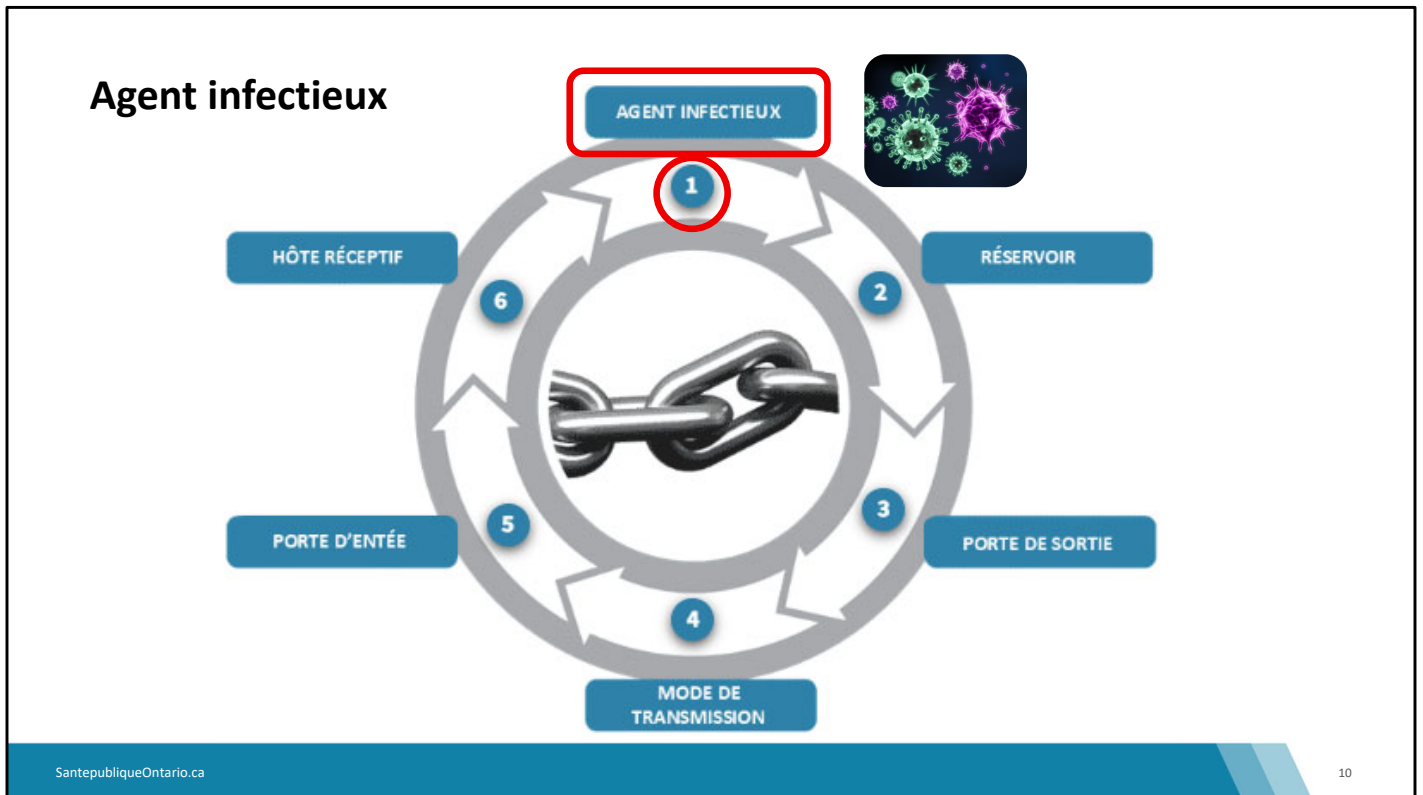 Agent infectieux
AGENT INFECTIEUX
1
HÔTE RÉCEPTIF
RÉSERVOIR
6
2
PORTE D'ENTÉE
5
3
PORTE DE SORTIE
4
MODE DE
TRANSMISSION
SantepubliqueOntario.ca
10